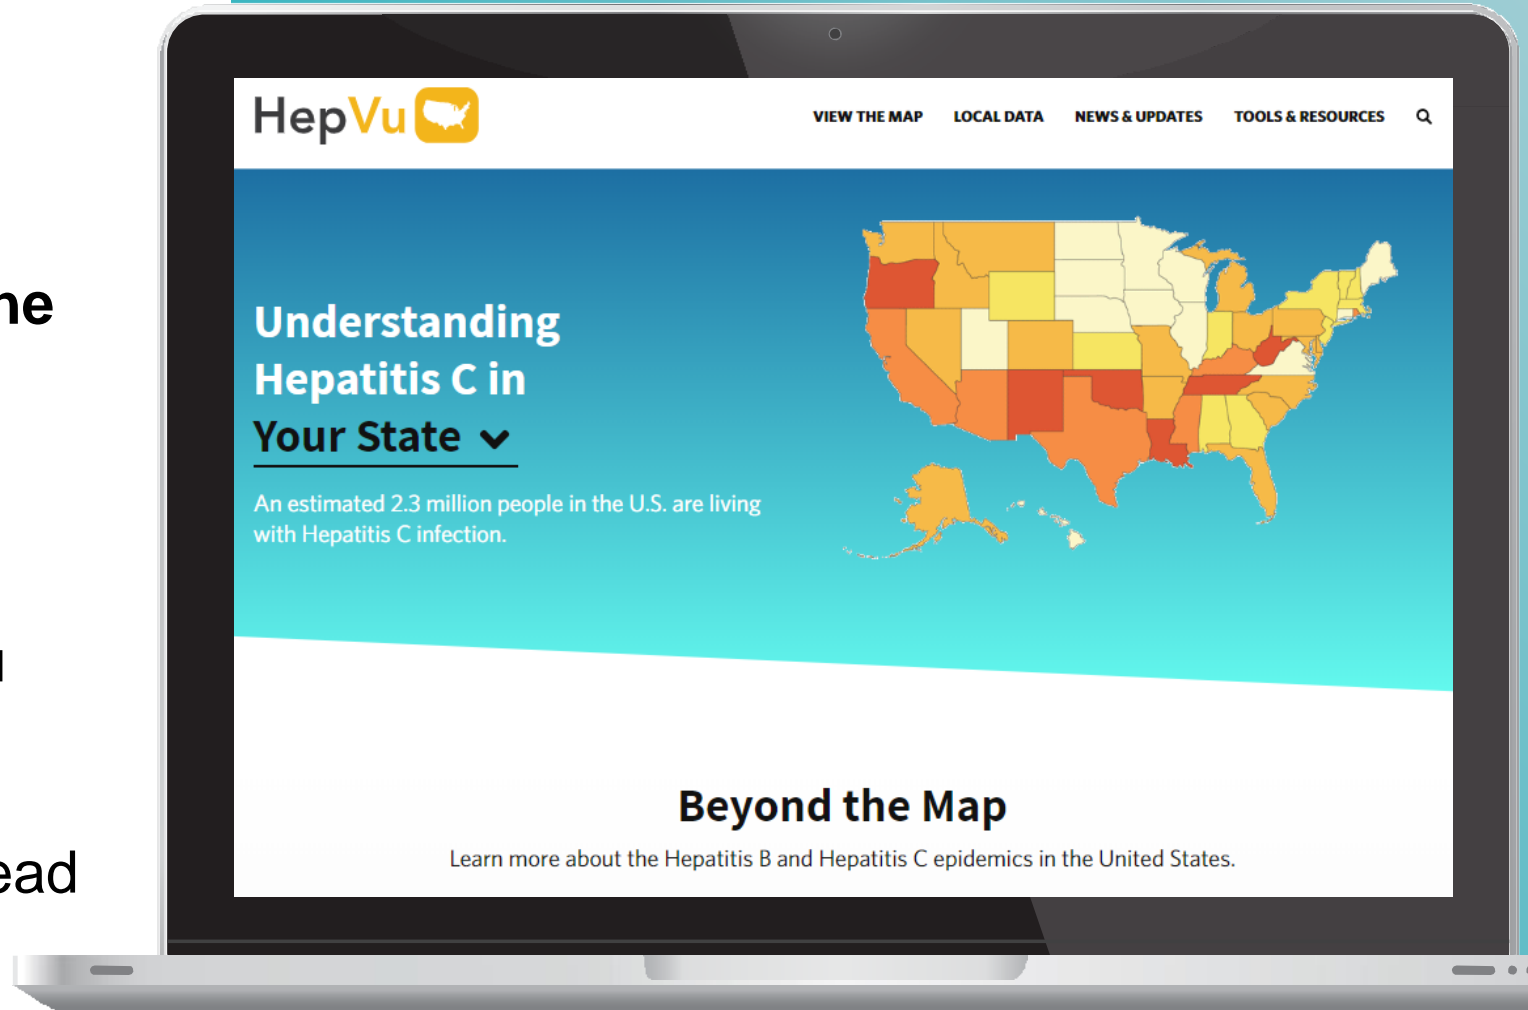 HepVu
VIEW THE MAP LOCAL DATA NEWS & UPDATES TOOLS & RESOURCES
Understanding
Hepatitis C in
Your State
An estimated 2.3 million people in the U.S. are living
with Hepatitis C infection.
Beyond the Map
Learn more about the Hepatitis B and Hepatitis C epidemics in the United States.